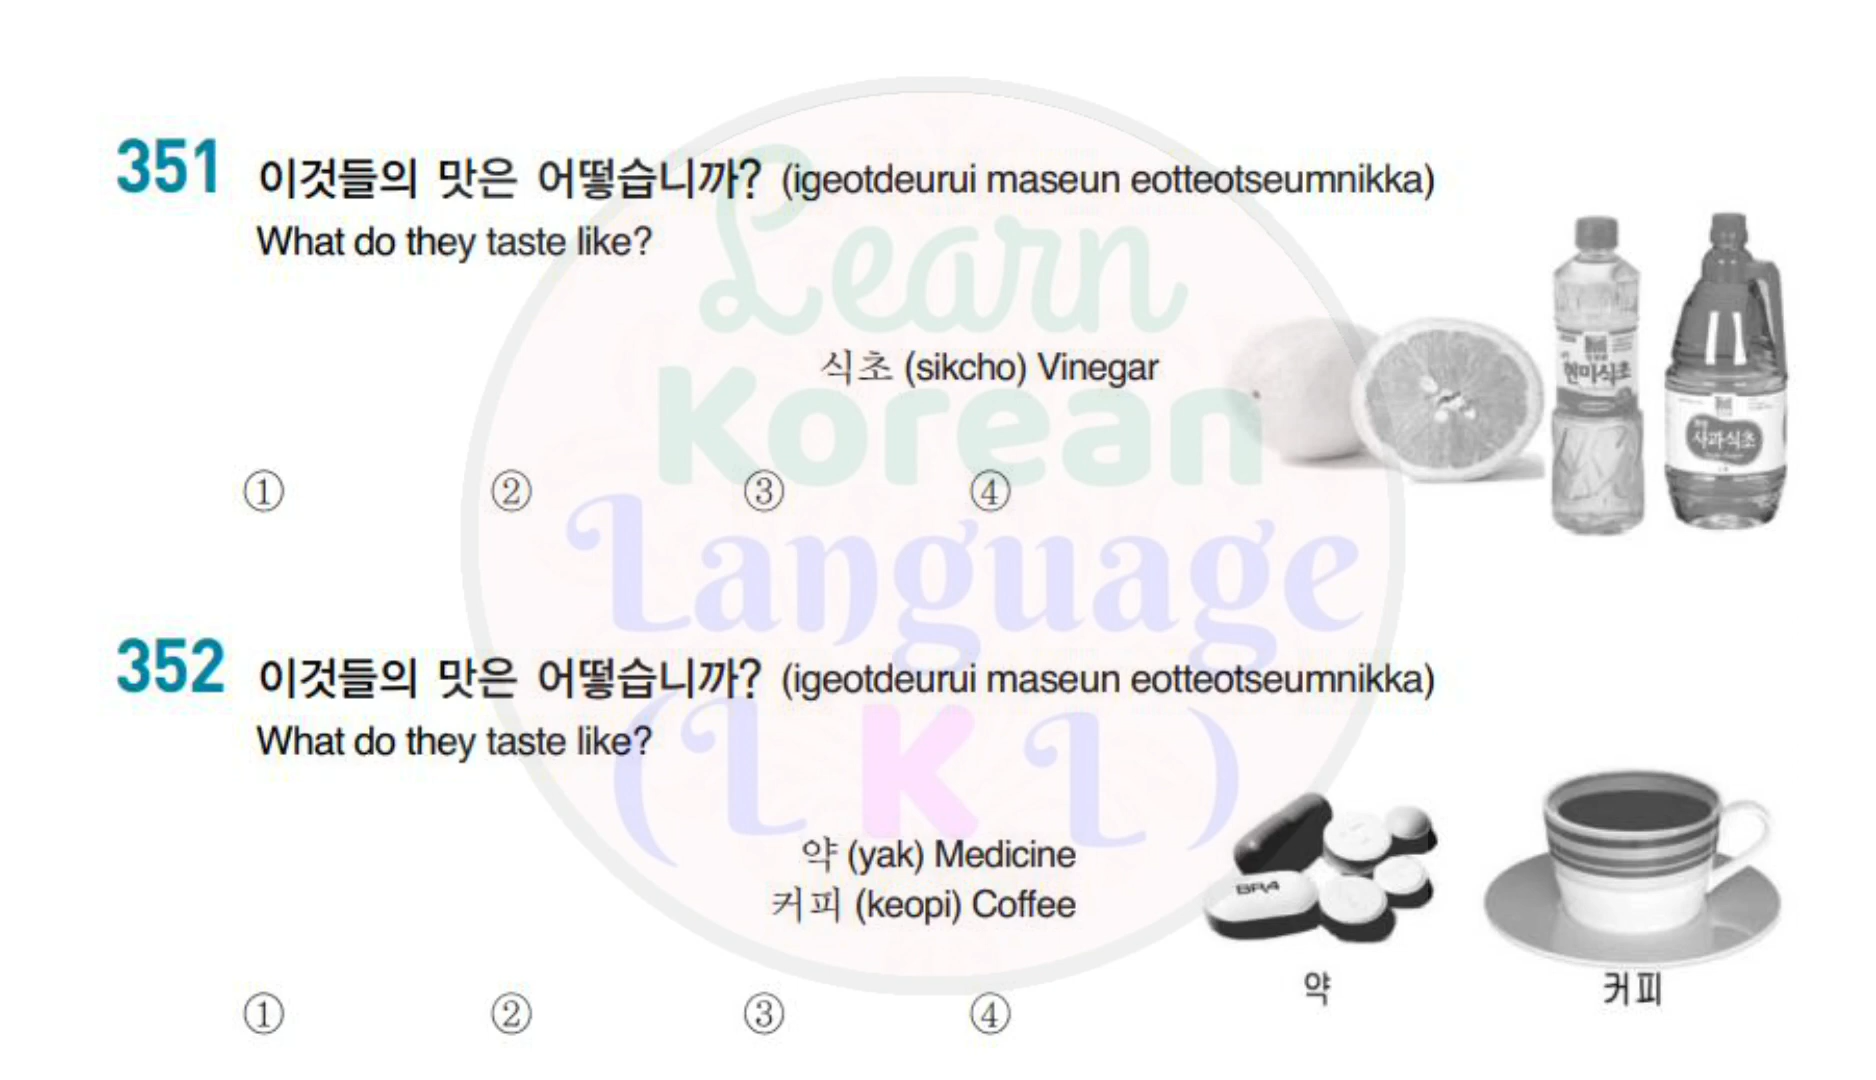 351 이것들의 맛은 어떻습니까? (igeotdeurui maseun eotteotseumnikka)
What do they taste like?
식초 (sikcho) Vinegar
현미식초
사과식초
① ② ③ ④
352 이것들의 맛은 어떻습니까? (igeotdeurui maseun eotteotseumnikka)
What do they taste like?
약 (yak) Medicine
커피 (keopi) Coffee
BRA
약 커피
① ② ③ ④
Learn
Korean
Language
(LKL)